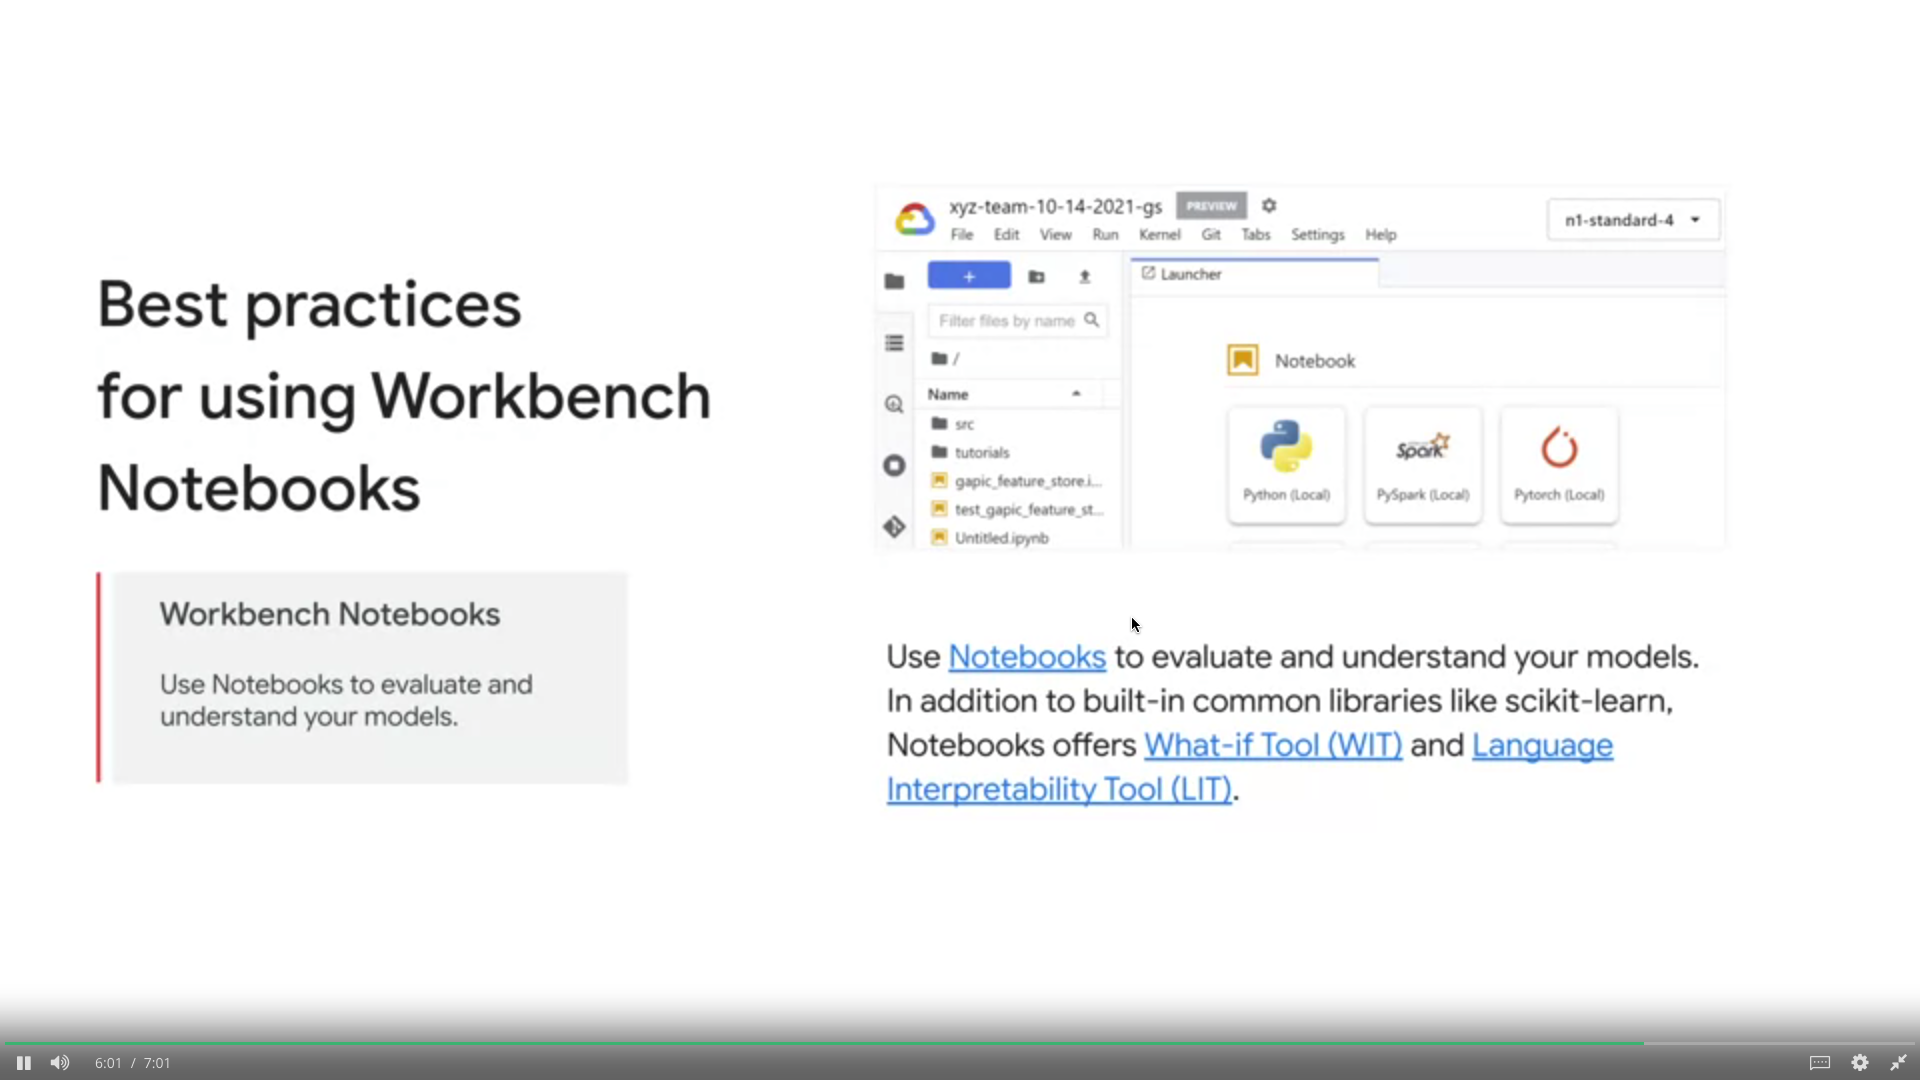 Best practices
for using Workbench
Notebooks
Workbench Notebooks
Use Notebooks to evaluate and
understand your models.
xyz-team-10-14-2021-gs PREVIEW
n1-standard-4
File Edit View Run Kernel Git Tabs Settings Help
+
Launcher
Filter files by name
/
Name
src
tutorials
gapic_feature_store.i...
test_gapic_feature_st...
Untitled.ipynb
Notebook
Spark
Python (Local) PySpark (Local) Pytorch (Local)
Use Notebooks to evaluate and understand your models.
In addition to built-in common libraries like scikit-learn,
Notebooks offers What-if Tool (WIT) and Language
Interpretability Tool (LIT).
6:01 / 7:01